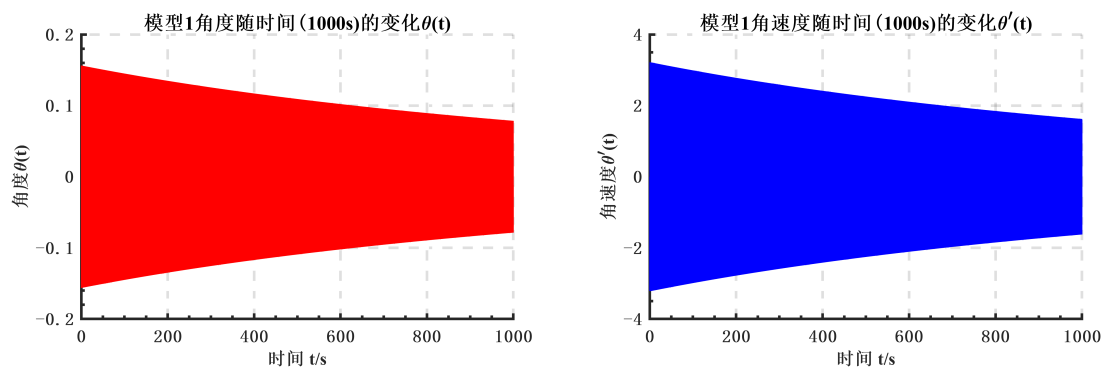 模型1角度随时间(1000s)的变化θ(t)
0.2
0.1
0
-0.1
-0.2
角度θ(t)
0 200 400 600 800 1000
时间 t/s
模型1角速度随时间(1000s)的变化θ′(t)
4
2
0
-2
-4
角速度θ′(t)
0 200 400 600 800 1000
时间 t/s